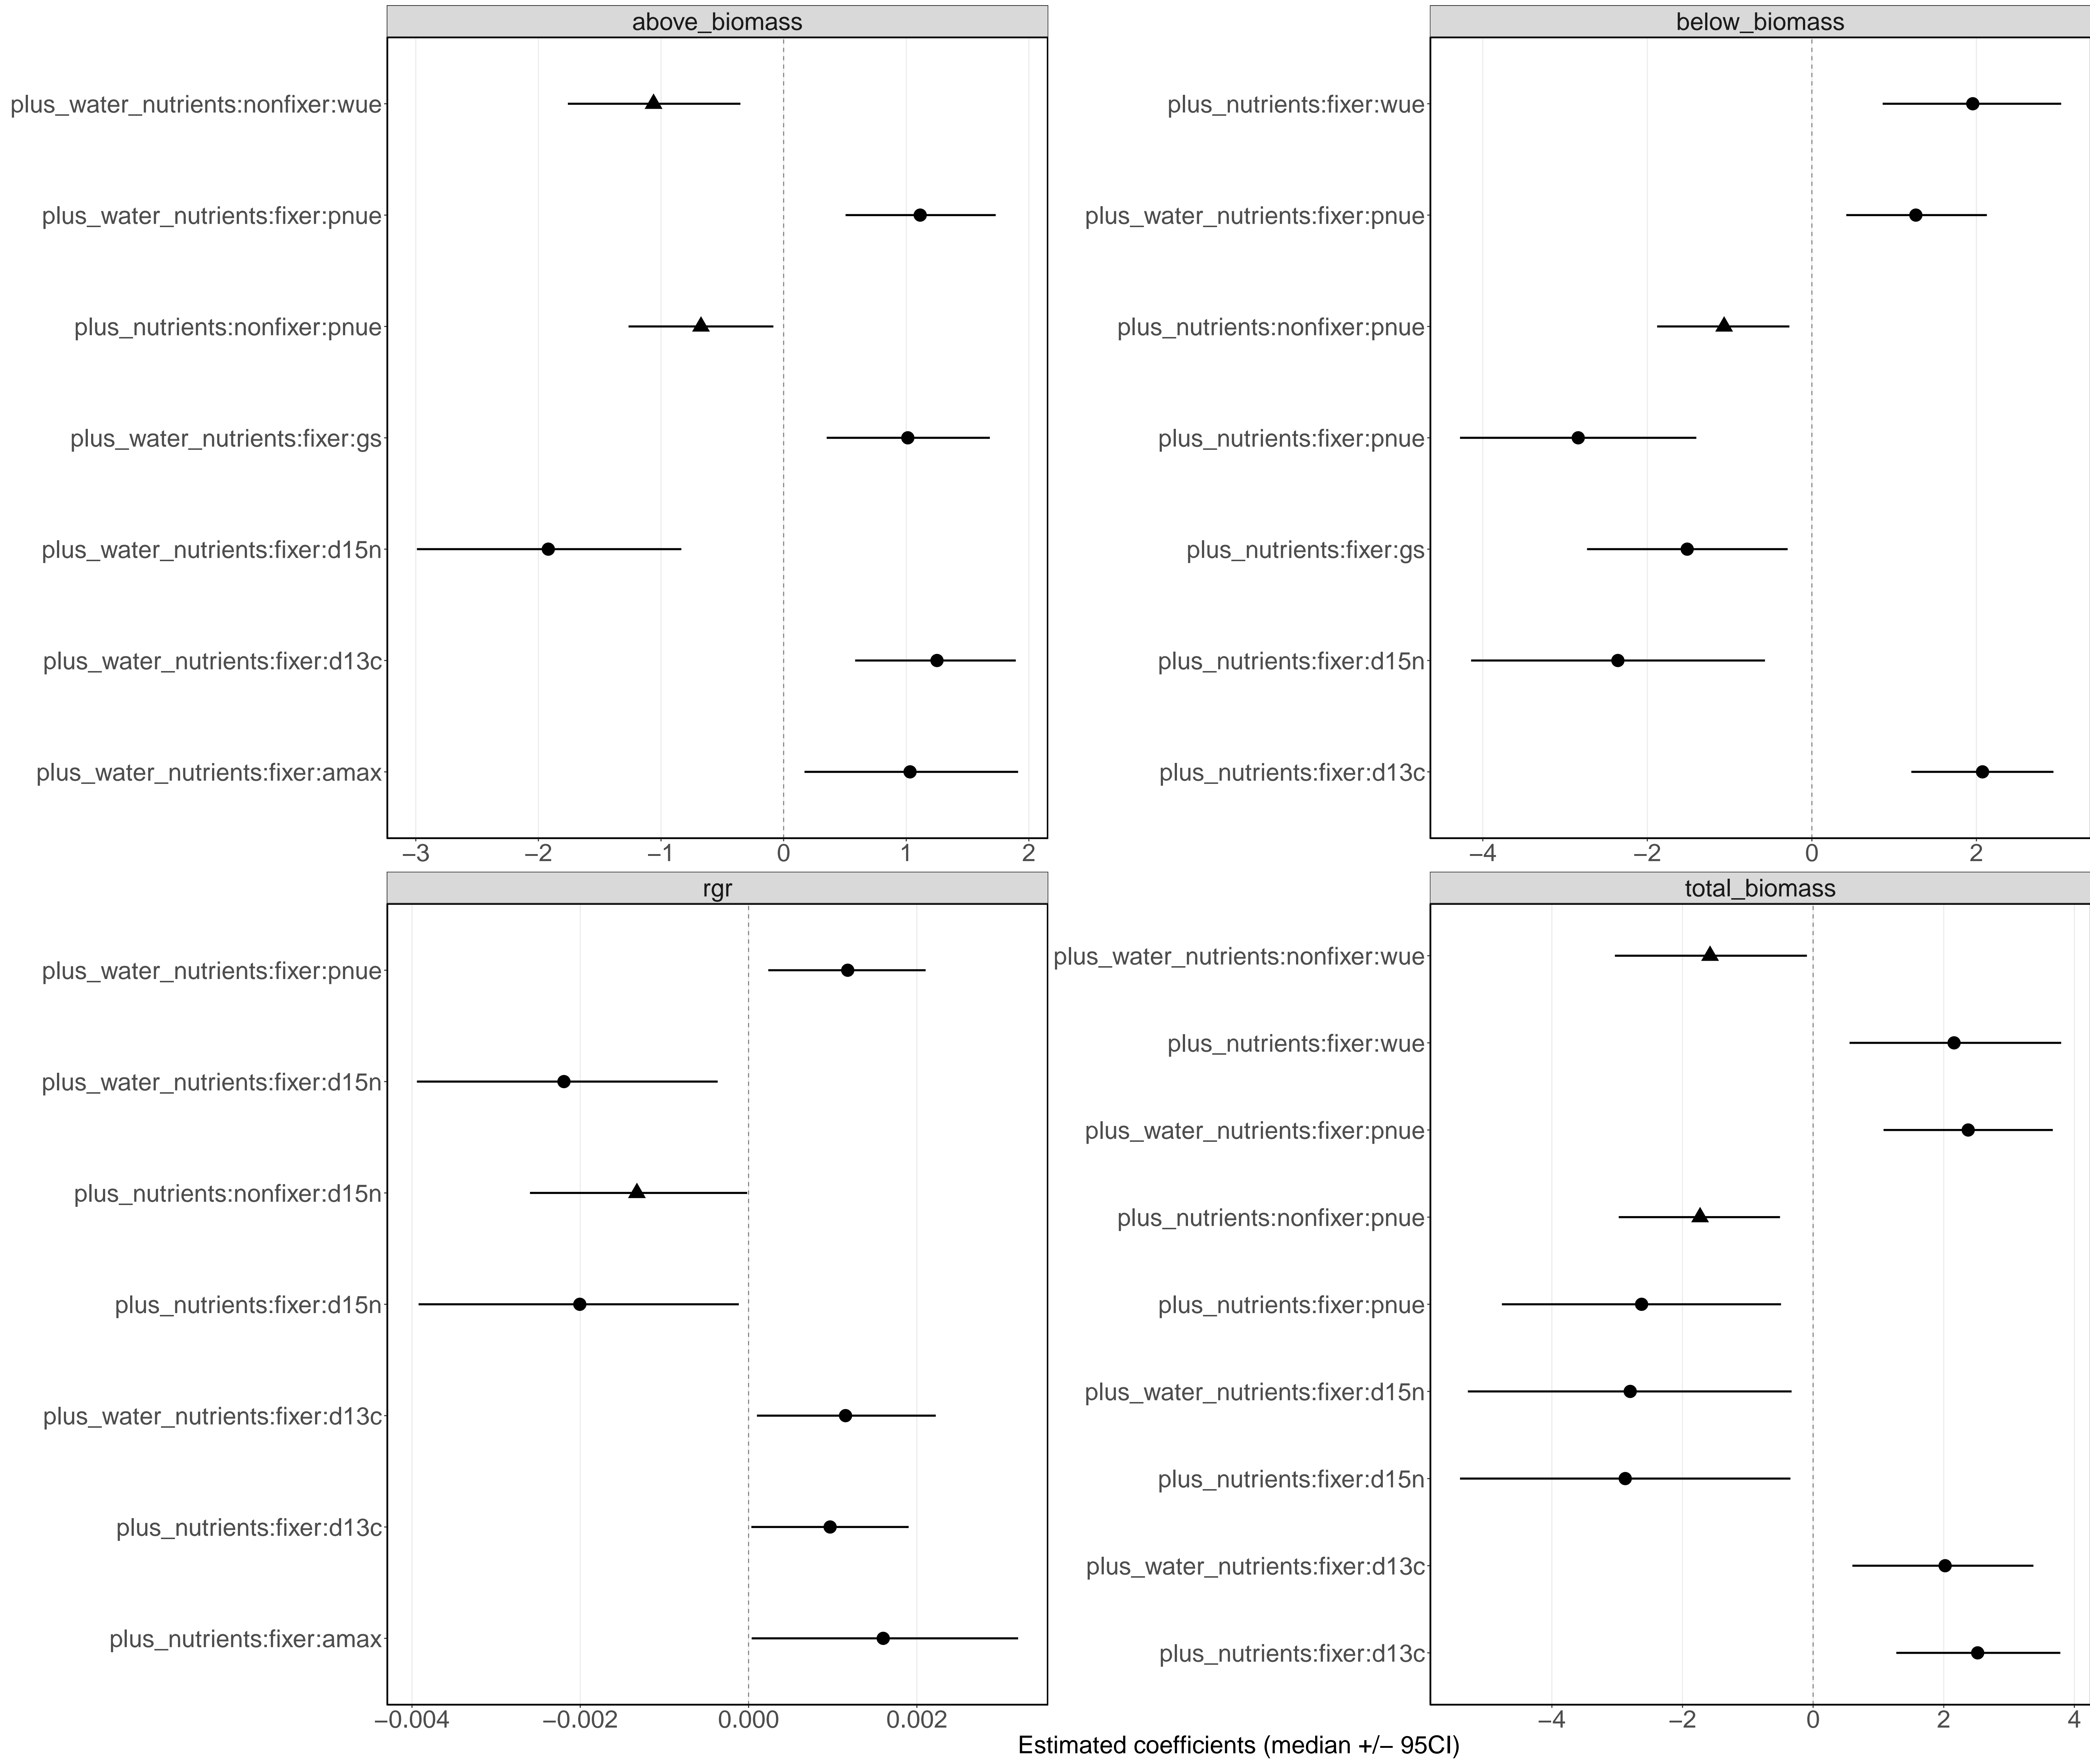 above_biomass
plus_water_nutrients:nonfixer:wue
plus_water_nutrients:fixer:pnue
plus_nutrients:nonfixer:pnue
plus_water_nutrients:fixer:gs
plus_water_nutrients:fixer:d15n
plus_water_nutrients:fixer:d13c
plus_water_nutrients:fixer:amax
−3 −2 −1 0 1 2
below_biomass
plus_nutrients:fixer:wue
plus_water_nutrients:fixer:pnue
plus_nutrients:nonfixer:pnue
plus_nutrients:fixer:pnue
plus_nutrients:fixer:gs
plus_nutrients:fixer:d15n
plus_nutrients:fixer:d13c
−4 −2 0 2
rgr
plus_water_nutrients:fixer:pnue
plus_water_nutrients:fixer:d15n
plus_nutrients:nonfixer:d15n
plus_nutrients:fixer:d15n
plus_water_nutrients:fixer:d13c
plus_nutrients:fixer:d13c
plus_nutrients:fixer:amax
−0.004 −0.002 0.000 0.002
total_biomass
plus_water_nutrients:nonfixer:wue
plus_nutrients:fixer:wue
plus_water_nutrients:fixer:pnue
plus_nutrients:nonfixer:pnue
plus_nutrients:fixer:pnue
plus_water_nutrients:fixer:d15n
plus_nutrients:fixer:d15n
plus_water_nutrients:fixer:d13c
plus_nutrients:fixer:d13c
−4 −2 0 2 4
Estimated coefficients (median +/− 95CI)